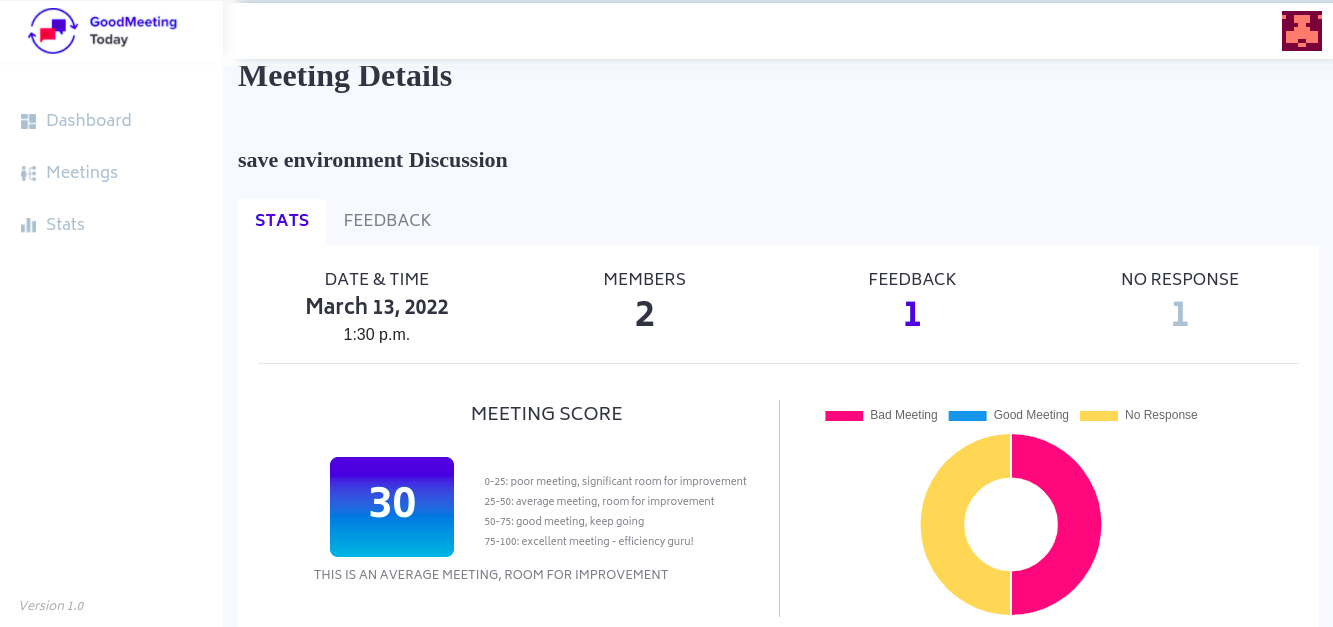 GoodMeeting
Today
Meeting Details
Dashboard
Meetings
Stats
save environment Discussion
STATS FEEDBACK
DATE & TIME MEMBERS FEEDBACK NO RESPONSE
March 13, 2022 2 1 1
1:30 p.m.
MEETING SCORE
30
0-25: poor meeting, significant room for improvement
25-50: average meeting, room for improvement
50-75: good meeting, keep going
75-100: excellent meeting - efficiency guru!
THIS IS AN AVERAGE MEETING, ROOM FOR IMPROVEMENT
Bad Meeting Good Meeting No Response
Version 1.0